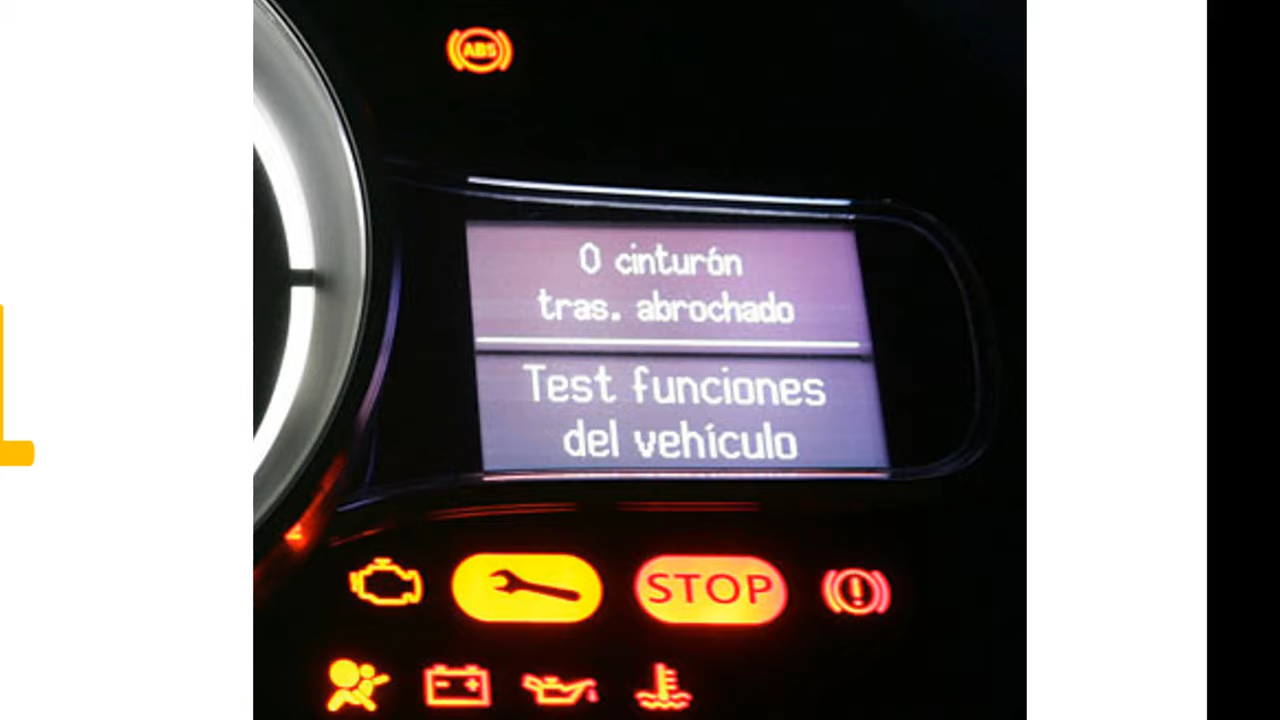 ABS
0 cinturón
tras. abrochado
Test funciones
del vehículo
STOP